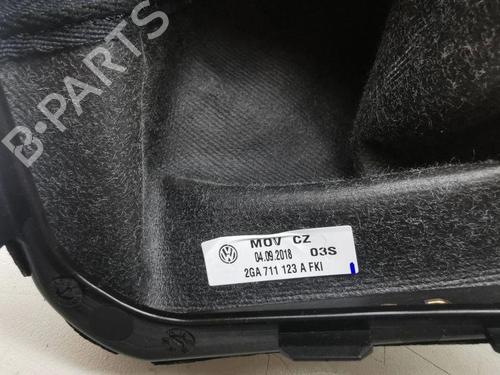 B-PARTS
MOV CZ
04.09.2018 03S
2GA 711 123 A FKI